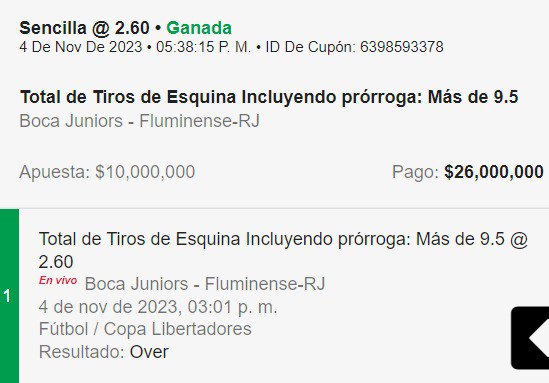 Sencilla @ 2.60 • Ganada
4 De Nov De 2023 • 05:38:15 P. M. • ID De Cupón: 6398593378
Total de Tiros de Esquina Incluyendo prórroga: Más de 9.5
Boca Juniors - Fluminense-RJ
Apuesta: $10,000,000 Pago: $26,000,000
Total de Tiros de Esquina Incluyendo prórroga: Más de 9.5 @
2.60
En vivo Boca Juniors - Fluminense-RJ
1
4 de nov de 2023, 03:01 p. m.
Fútbol / Copa Libertadores
Resultado: Over